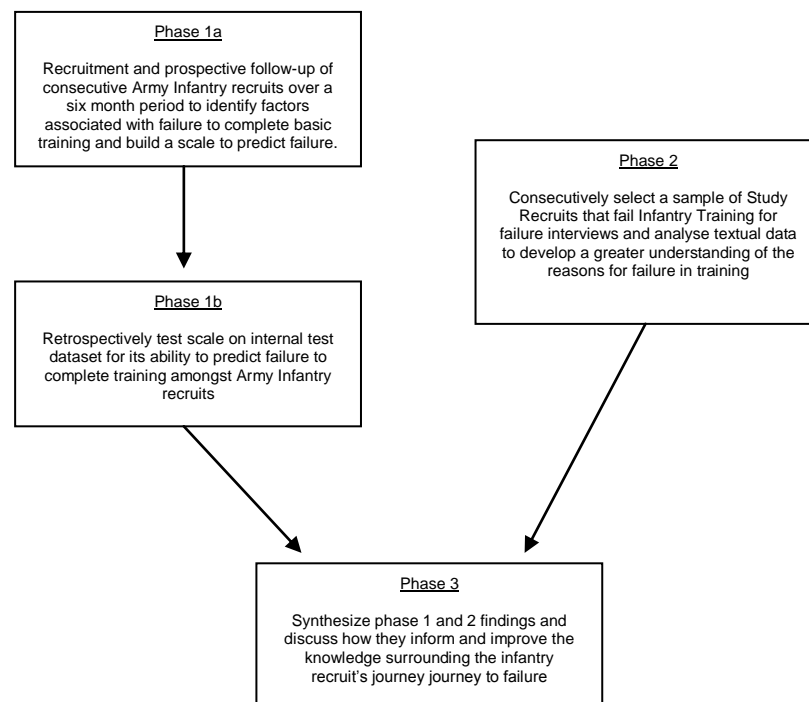 Phase 1a
Recruitment and prospective follow-up of
consecutive Army Infantry recruits over a
six month period to identify factors
associated with failure to complete basic
training and build a scale to predict failure.
Phase 2
Consecutively select a sample of Study
Recruits that fail Infantry Training for
failure interviews and analyse textual data
to develop a greater understanding of the
reasons for failure in training
Phase 1b
Retrospectively test scale on internal test
dataset for its ability to predict failure to
complete training amongst Army Infantry
recruits
Phase 3
Synthesize phase 1 and 2 findings and
discuss how they inform and improve the
knowledge surrounding the infantry
recruit's journey journey to failure